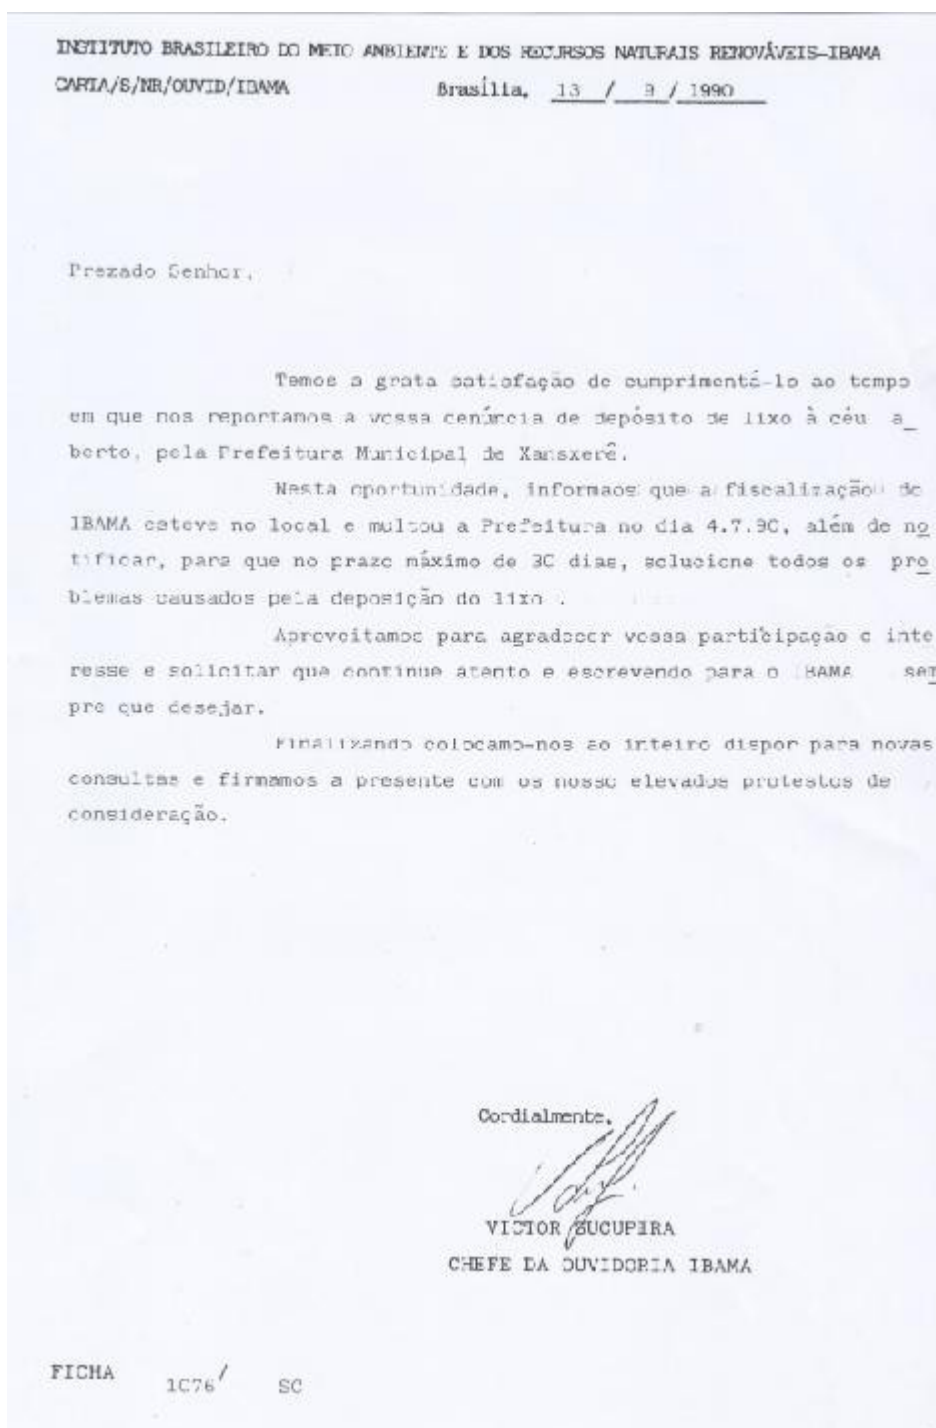 INSTITUTO BRASILEIRO DO MEIO AMBIENTE E DOS RECURSOS NATURAIS RENOVÁVEIS-IBAMA
CARTA/S/NR/OUVID/IBAMA Brasília, 13 / 9 / 1990
Prezado Senhor,
Temos a grata satisfação de cumprimentá-lo ao tempo
em que nos reportamos a vossa denúncia de depósito de lixo à céu a
berto, pela Prefeitura Municipal de Xansxerê.
Nesta oportunidade, informaos que a fiscalização do
IBAMA esteve no local e multou a Prefeitura no dia 4.7.90, além de no
tificar, para que no prazo máximo de 30 dias, solucione todos os pro
blemas causados pela deposição do lixo .
Aproveitamos para agradecer vossa participação e inte
resse e solicitar que continue atento e escrevendo para o IBAMA sem
pre que desejar.
Finalizando colocamo-nos ao inteiro dispor para novas
consultas e firmamos a presente com os nosso elevados protestos de
consideração.
Cordialmente,
VICTOR SUCUPIRA
CHEFE DA OUVIDORIA IBAMA
FICHA 1076/ SC